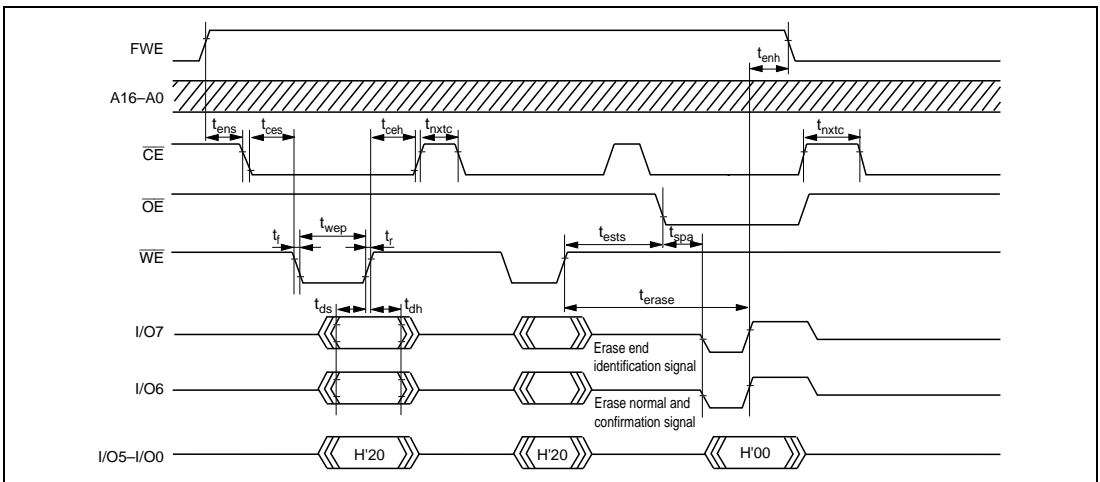 FWE
tenh
A16–A0
tens
tces
tceh
tnxtc
tnxtc
CE
OE
tf
twep
tr
tests
tspa
WE
tds
tdh
terase
I/O7
Erase end
identification signal
I/O6
Erase normal and
confirmation signal
I/O5–I/O0
H'20
H'20
H'00